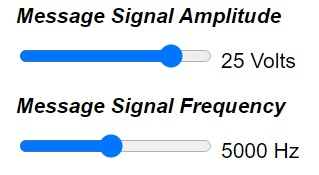 Message Signal Amplitude
25 Volts
Message Signal Frequency
5000 Hz